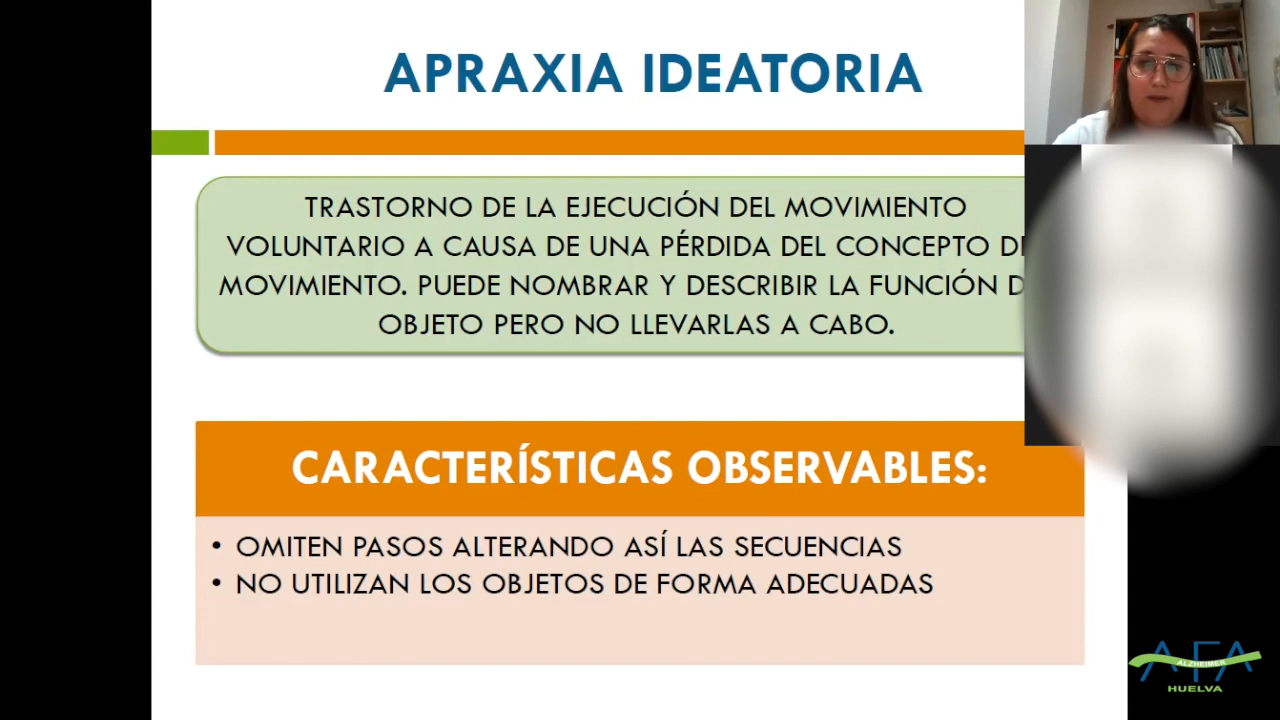 APRAXIA IDEATORIA
TRASTORNO DE LA EJECUCIÓN DEL MOVIMIENTO
VOLUNTARIO A CAUSA DE UNA PÉRDIDA DEL CONCEPTO
MOVIMIENTO. PUEDE NOMBRAR Y DESCRIBIR LA FUNCIÓN
OBJETO PERO NO LLEVARLAS A CABO.
CARACTERÍSTICAS OBSERVABLES:
• OMITEN PASOS ALTERANDO ASÍ LAS SECUENCIAS
• NO UTILIZAN LOS OBJETOS DE FORMA ADECUADAS
AFA
ALZHEIMER
HUELVA